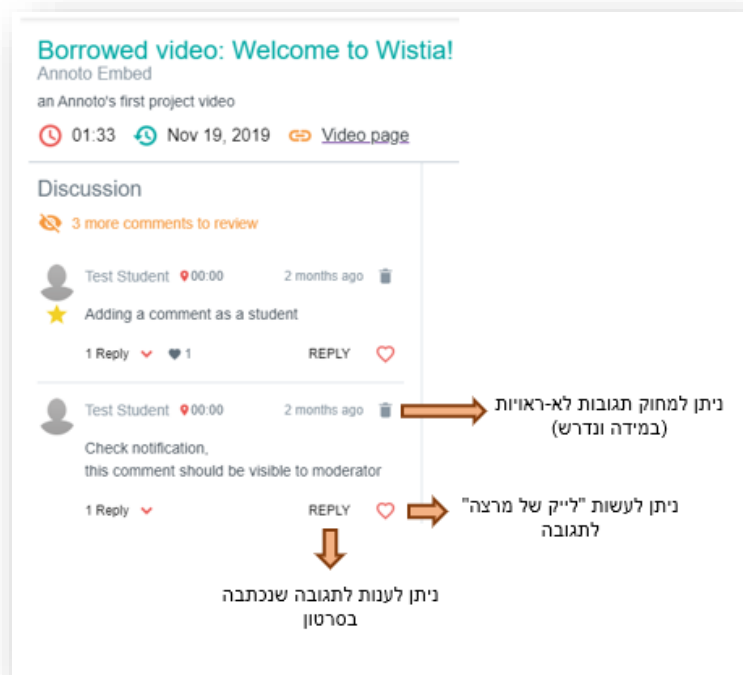 Borrowed video: Welcome to Wistia!
Annoto Embed
an Annoto's first project video
01:33 Nov 19, 2019 Video page
Discussion
3 more comments to review
Test Student 00:00 2 months ago
Adding a comment as a student
1 Reply 1 REPLY
Test Student 00:00 2 months ago
ניתן למחוק תגובות לא-ראויות
(במידה ונדרש)
Check notification,
this comment should be visible to moderator
1 Reply REPLY
ניתן לעשות "לייק של מרצה"
לתגובה
ניתן לענות לתגובה שנכתבה
בסרטון